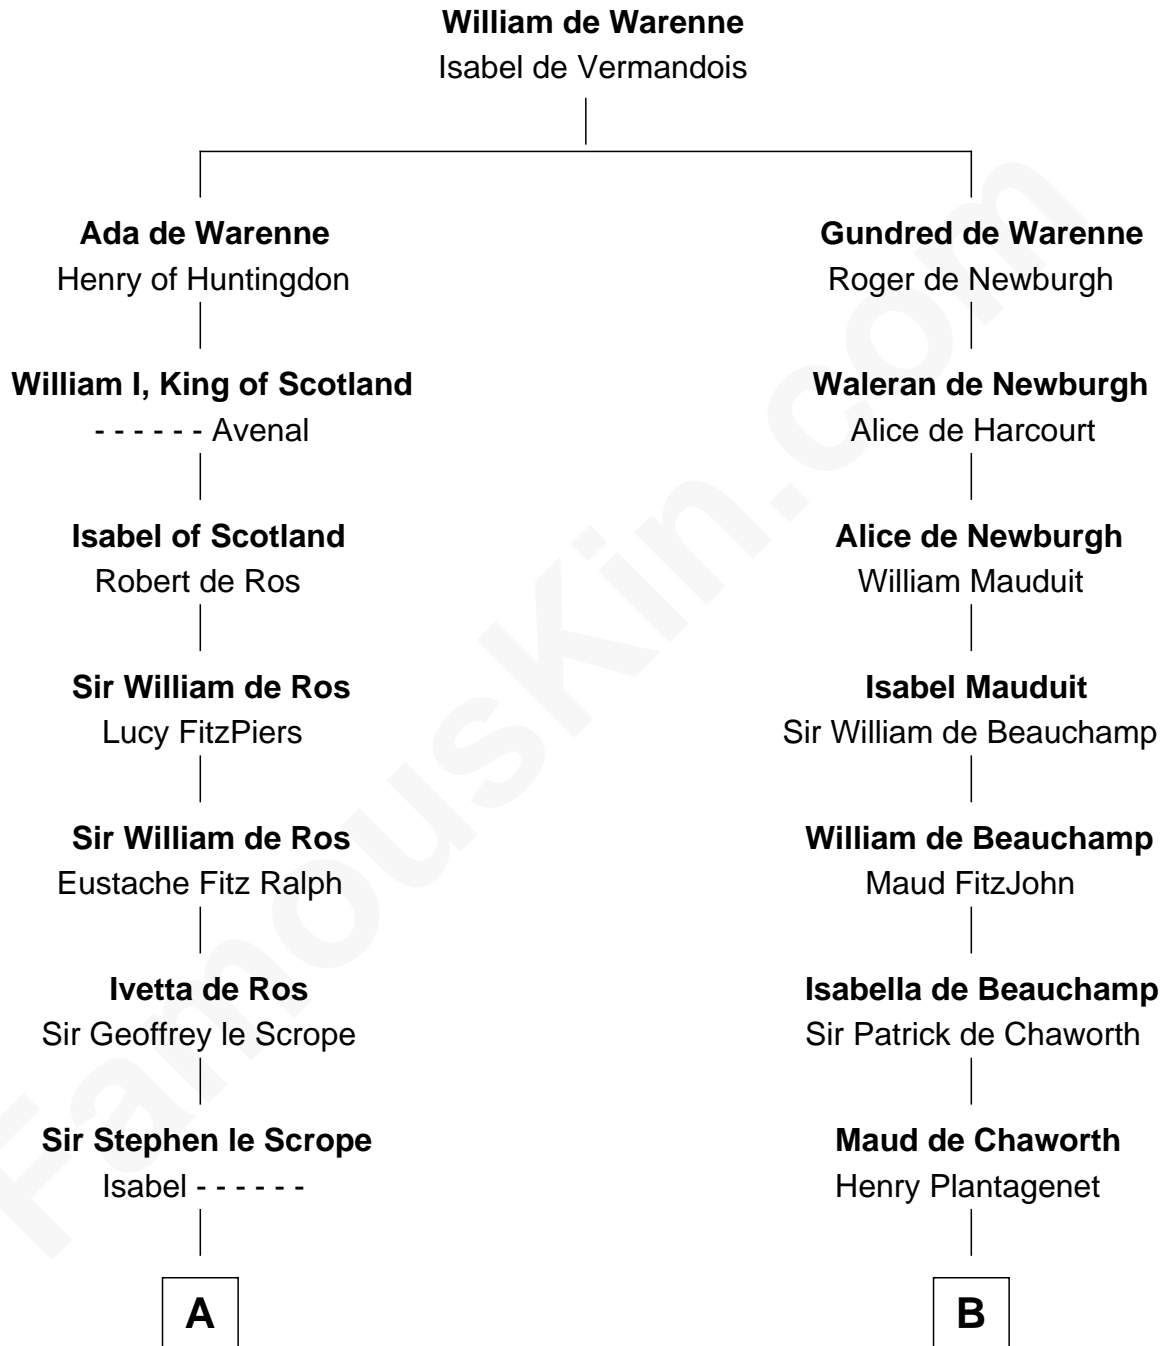 William de Warenne
Isabel de Vermandois
Ada de Warenne
Henry of Huntingdon
William I, King of Scotland
- - - - - - Avenal
Isabel of Scotland
Robert de Ros
Sir William de Ros
Lucy FitzPiers
Sir William de Ros
Eustache Fitz Ralph
Ivetta de Ros
Sir Geoffrey le Scrope
Sir Stephen le Scrope
Isabel - - - - - -
A
Gundred de Warenne
Roger de Newburgh
Waleran de Newburgh
Alice de Harcourt
Alice de Newburgh
William Mauduit
Isabel Mauduit
Sir William de Beauchamp
William de Beauchamp
Maud FitzJohn
Isabella de Beauchamp
Sir Patrick de Chaworth
Maud de Chaworth
Henry Plantagenet
B
FamousKin.com